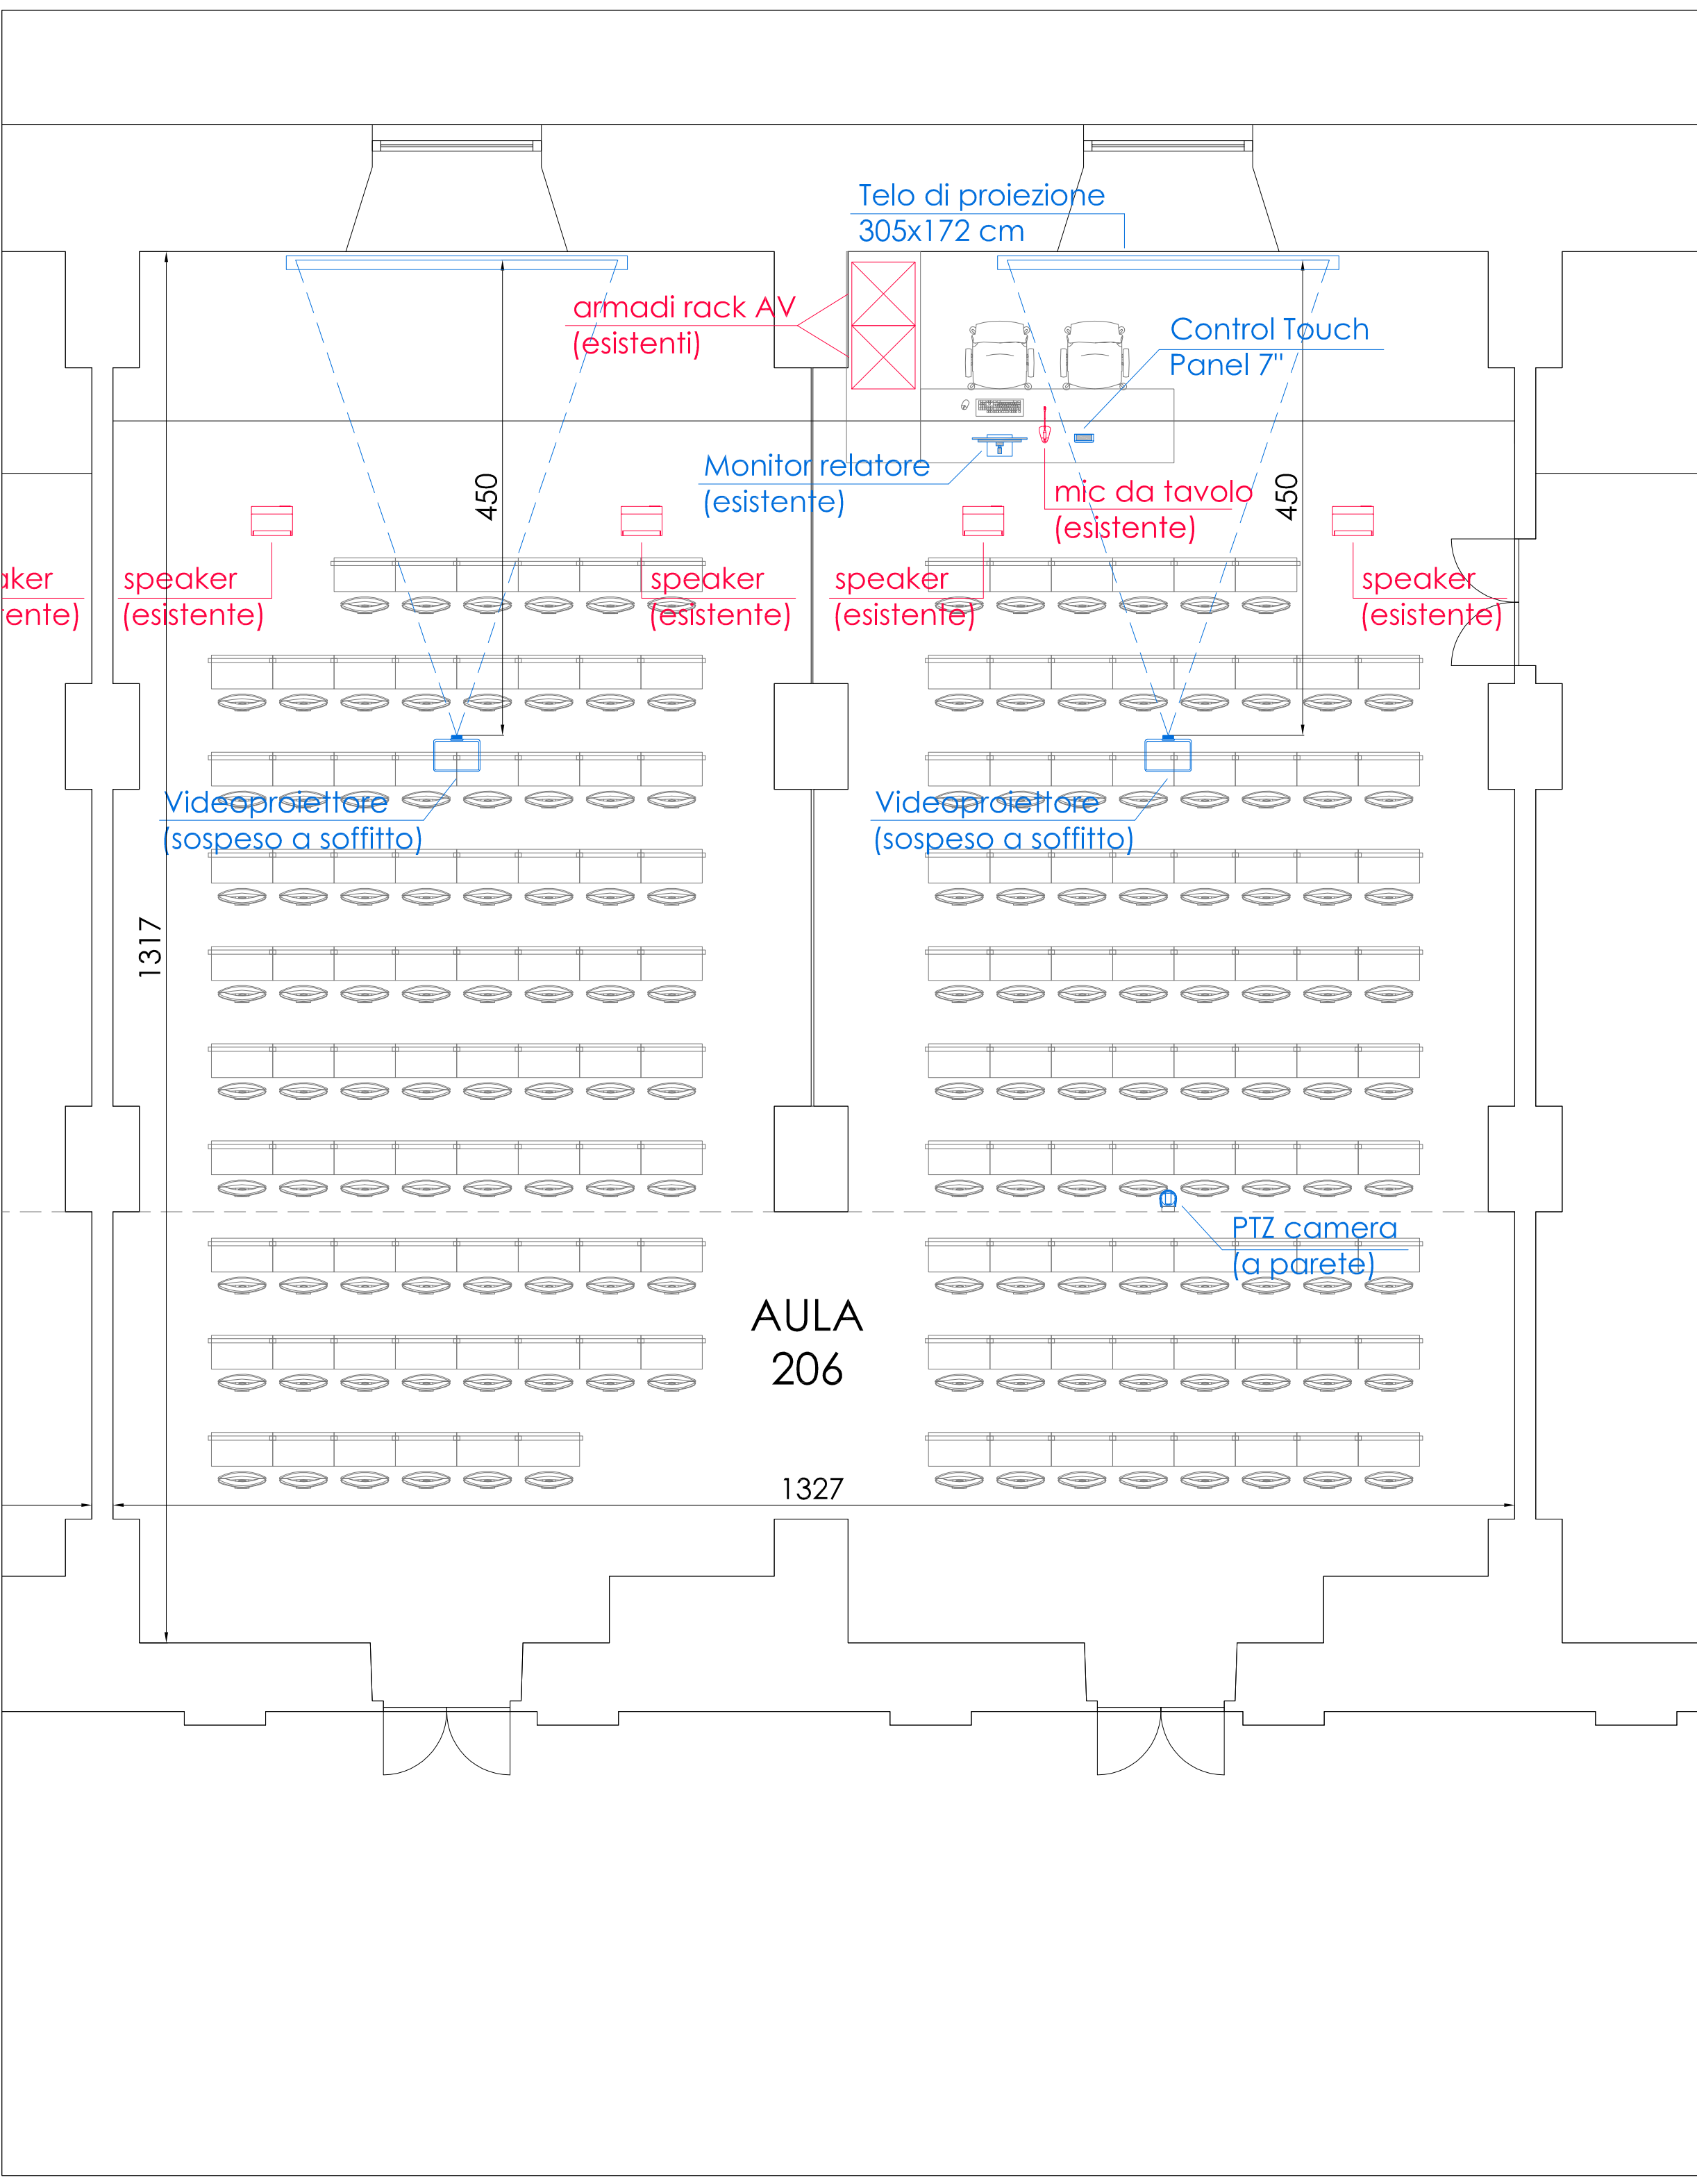 Telo di proiezione
305x172 cm
armadi rack AV
(esistenti)
Control Touch
Panel 7"
Monitor relatore
(esistente)
mic da tavolo
(esistente)
450
450
speaker
(esistente)
speaker
(esistente)
speaker
(esistente)
speaker
(esistente)
Videoproiettore
(sospeso a soffitto)
Videoproiettore
(sospeso a soffitto)
1317
PTZ camera
(a parete)
AULA
206
1327